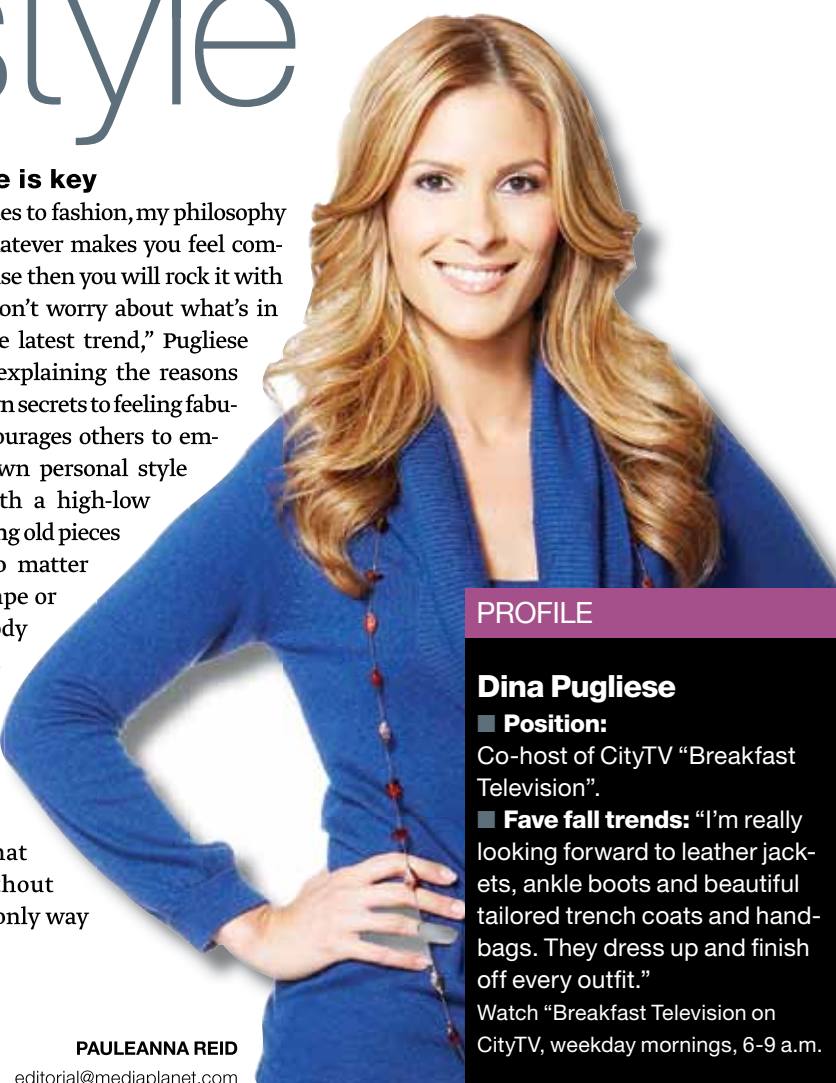 style
e is key
es to fashion, my philosophy
atever makes you feel com-
se then you will rock it with
on’t worry about what’s in
e latest trend,” Pugliese
explaining the reasons
n secrets to feeling fabu-
ourages others to em-
wn personal style
th a high-low
ng old pieces
o matter
ape or
ody
hat
thout
only way
PAULEANNA REID
editorial@mediaplanet.com
PROFILE
Dina Pugliese
■ Position:
Co-host of CityTV “Breakfast
Television”.
■ Fave fall trends: “I’m really
looking forward to leather jack-
ets, ankle boots and beautiful
tailored trench coats and hand-
bags. They dress up and finish
off every outfit.”
Watch “Breakfast Television on
CityTV, weekday mornings, 6-9 a.m.